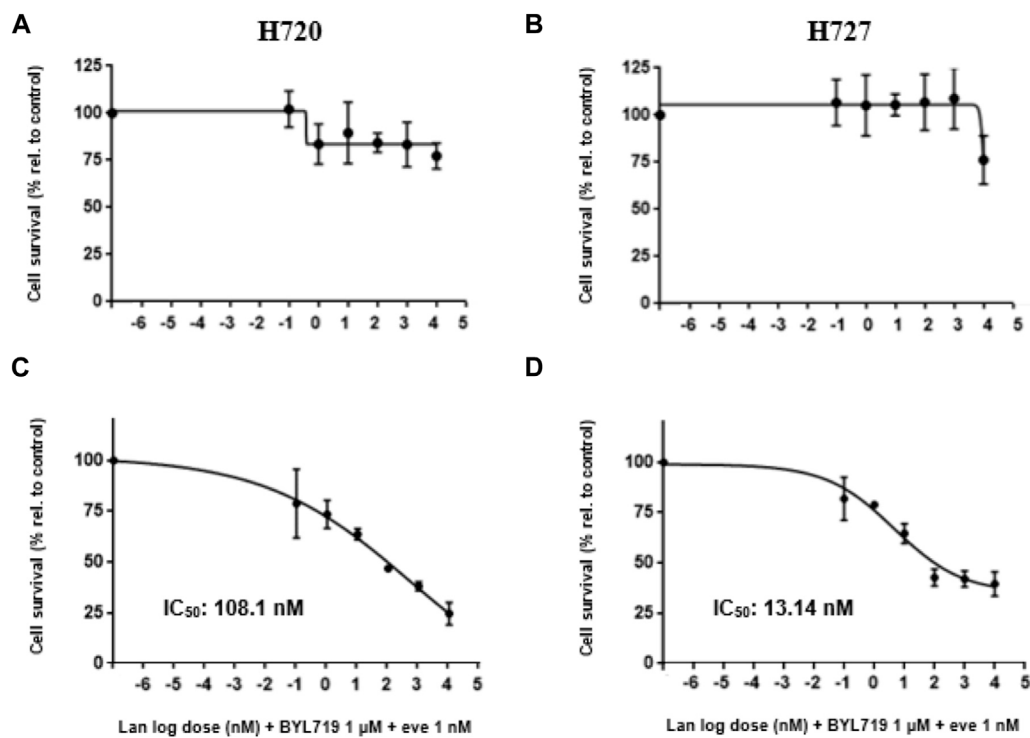 A
H720
Cell survival (% rel. to control)
125
100
75
50
25
0
-6 -5 -4 -3 -2 -1 0 1 2 3 4 5
B
H727
Cell survival (% rel. to control)
125
100
75
50
25
0
-6 -5 -4 -3 -2 -1 0 1 2 3 4 5
C
Cell survival (% rel. to control)
100
75
50
25
0
IC₅₀: 108.1 nM
-6 -5 -4 -3 -2 -1 0 1 2 3 4 5
Lan log dose (nM) + BYL719 1 µM + eve 1 nM
D
Cell survival (% rel. to control)
100
75
50
25
0
IC₅₀: 13.14 nM
-6 -5 -4 -3 -2 -1 0 1 2 3 4 5
Lan log dose (nM) + BYL719 1 µM + eve 1 nM